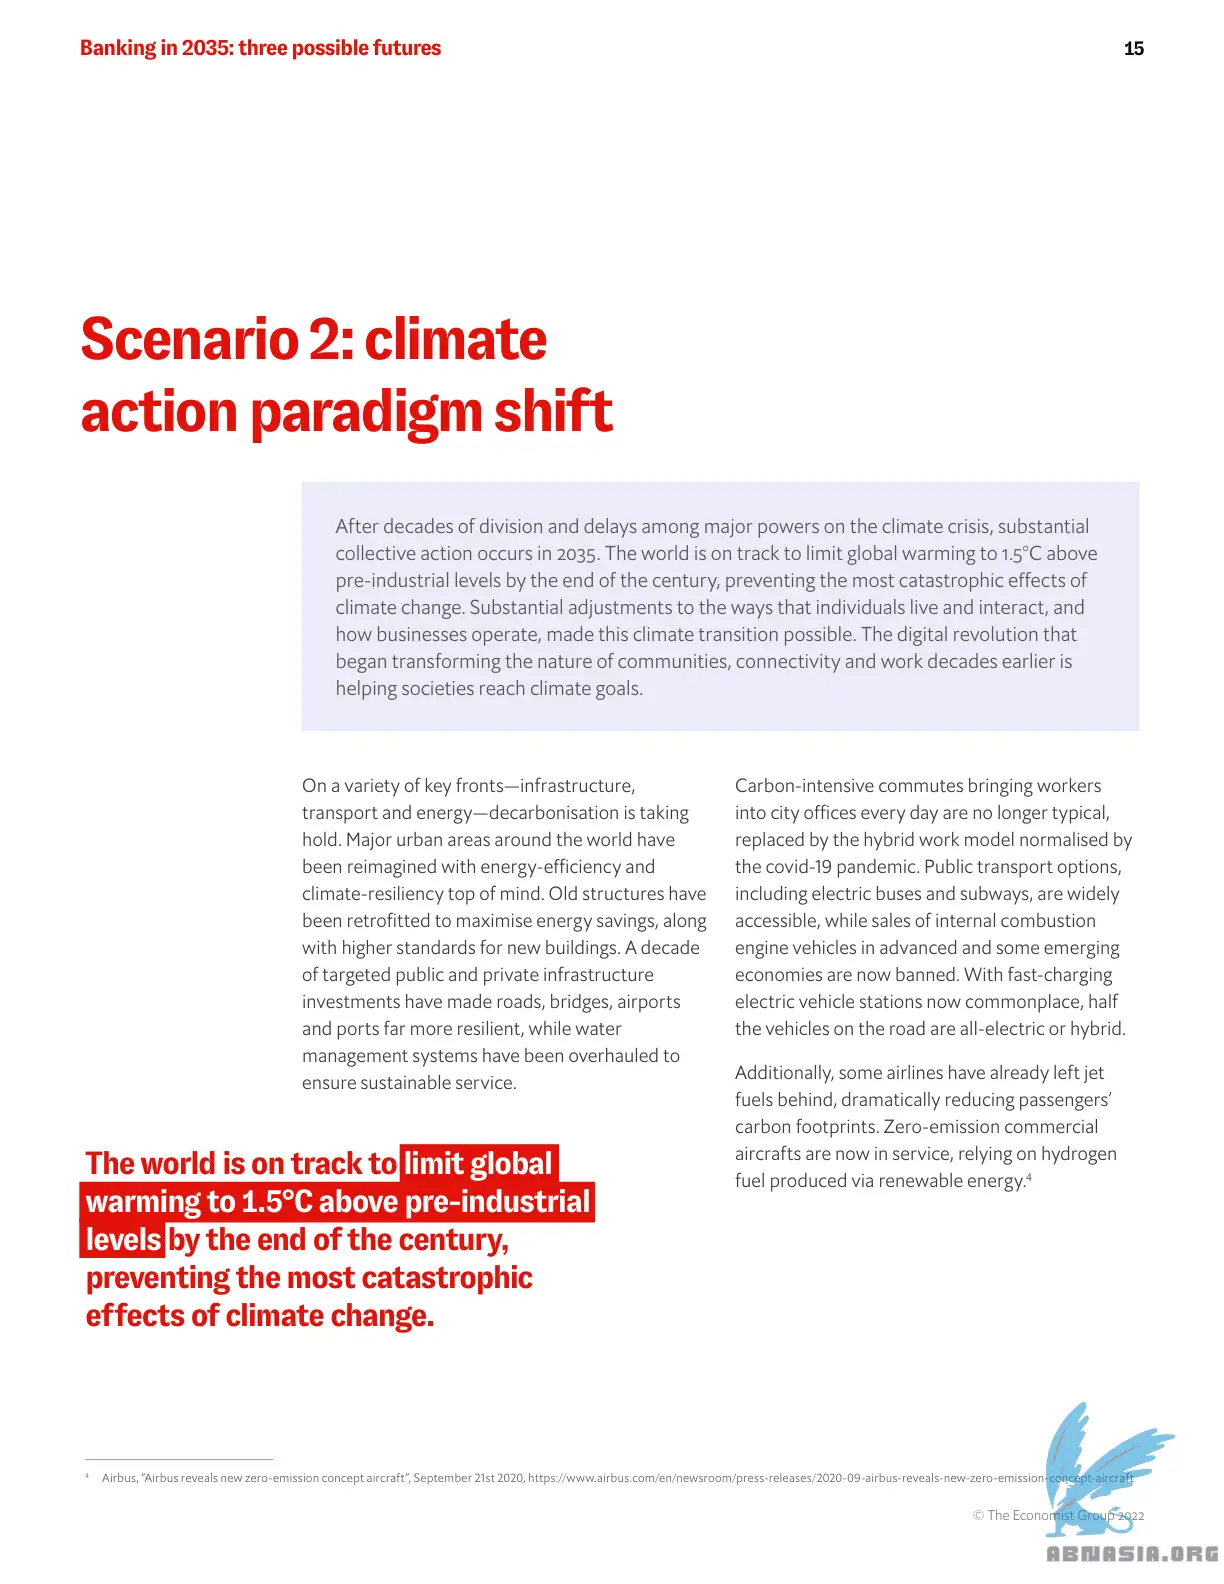 Banking in 2035: three possible futures
15
Scenario 2: climate
action paradigm shift
After decades of division and delays among major powers on the climate crisis, substantial
collective action occurs in 2035. The world is on track to limit global warming to 1.5°C above
pre-industrial levels by the end of the century, preventing the most catastrophic effects of
climate change. Substantial adjustments to the ways that individuals live and interact, and
how businesses operate, made this climate transition possible. The digital revolution that
began transforming the nature of communities, connectivity and work decades earlier is
helping societies reach climate goals.
On a variety of key fronts—infrastructure,
transport and energy—decarbonisation is taking
hold. Major urban areas around the world have
been reimagined with energy-efficiency and
climate-resiliency top of mind. Old structures have
been retrofitted to maximise energy savings, along
with higher standards for new buildings. A decade
of targeted public and private infrastructure
investments have made roads, bridges, airports
and ports far more resilient, while water
management systems have been overhauled to
ensure sustainable service.
Carbon-intensive commutes bringing workers
into city offices every day are no longer typical,
replaced by the hybrid work model normalised by
the covid-19 pandemic. Public transport options,
including electric buses and subways, are widely
accessible, while sales of internal combustion
engine vehicles in advanced and some emerging
economies are now banned. With fast-charging
electric vehicle stations now commonplace, half
the vehicles on the road are all-electric or hybrid.
Additionally, some airlines have already left jet
fuels behind, dramatically reducing passengers’
carbon footprints. Zero-emission commercial
aircrafts are now in service, relying on hydrogen
fuel produced via renewable energy.⁴
The world is on track to limit global
warming to 1.5°C above pre-industrial
levels by the end of the century,
preventing the most catastrophic
effects of climate change.
⁴ Airbus, “Airbus reveals new zero-emission concept aircraft”, September 21st 2020, https://www.airbus.com/en/newsroom/press-releases/2020-09-airbus-reveals-new-zero-emission-concept-aircraft
© The Economist Group 2022
ABNASIA.ORG